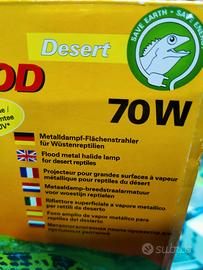 Desert
SAVE EARTH • SAVE ENERGY
OD
70W
Metalldampf-Flächenstrahler
für Wüstenreptilien
Flood metal halide lamp
for desert reptiles
Projecteur pour grandes surfaces à vapeur
métallique pour reptiles du désert
Metaaldamp-breedstraalarmatuur
voor woestijn reptielen
Riflettore superficiale a vapore metallico
per rettili da deserto
Foco amplio de vapor metálico para
reptiles del desierto
Subito